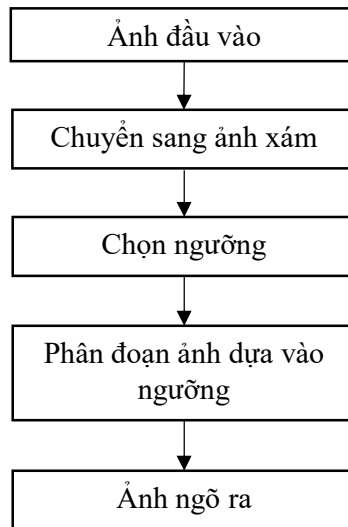 Ảnh đầu vào
Chuyển sang ảnh xám
Chọn ngưỡng
Phân đoạn ảnh dựa vào
ngưỡng
Ảnh ngõ ra